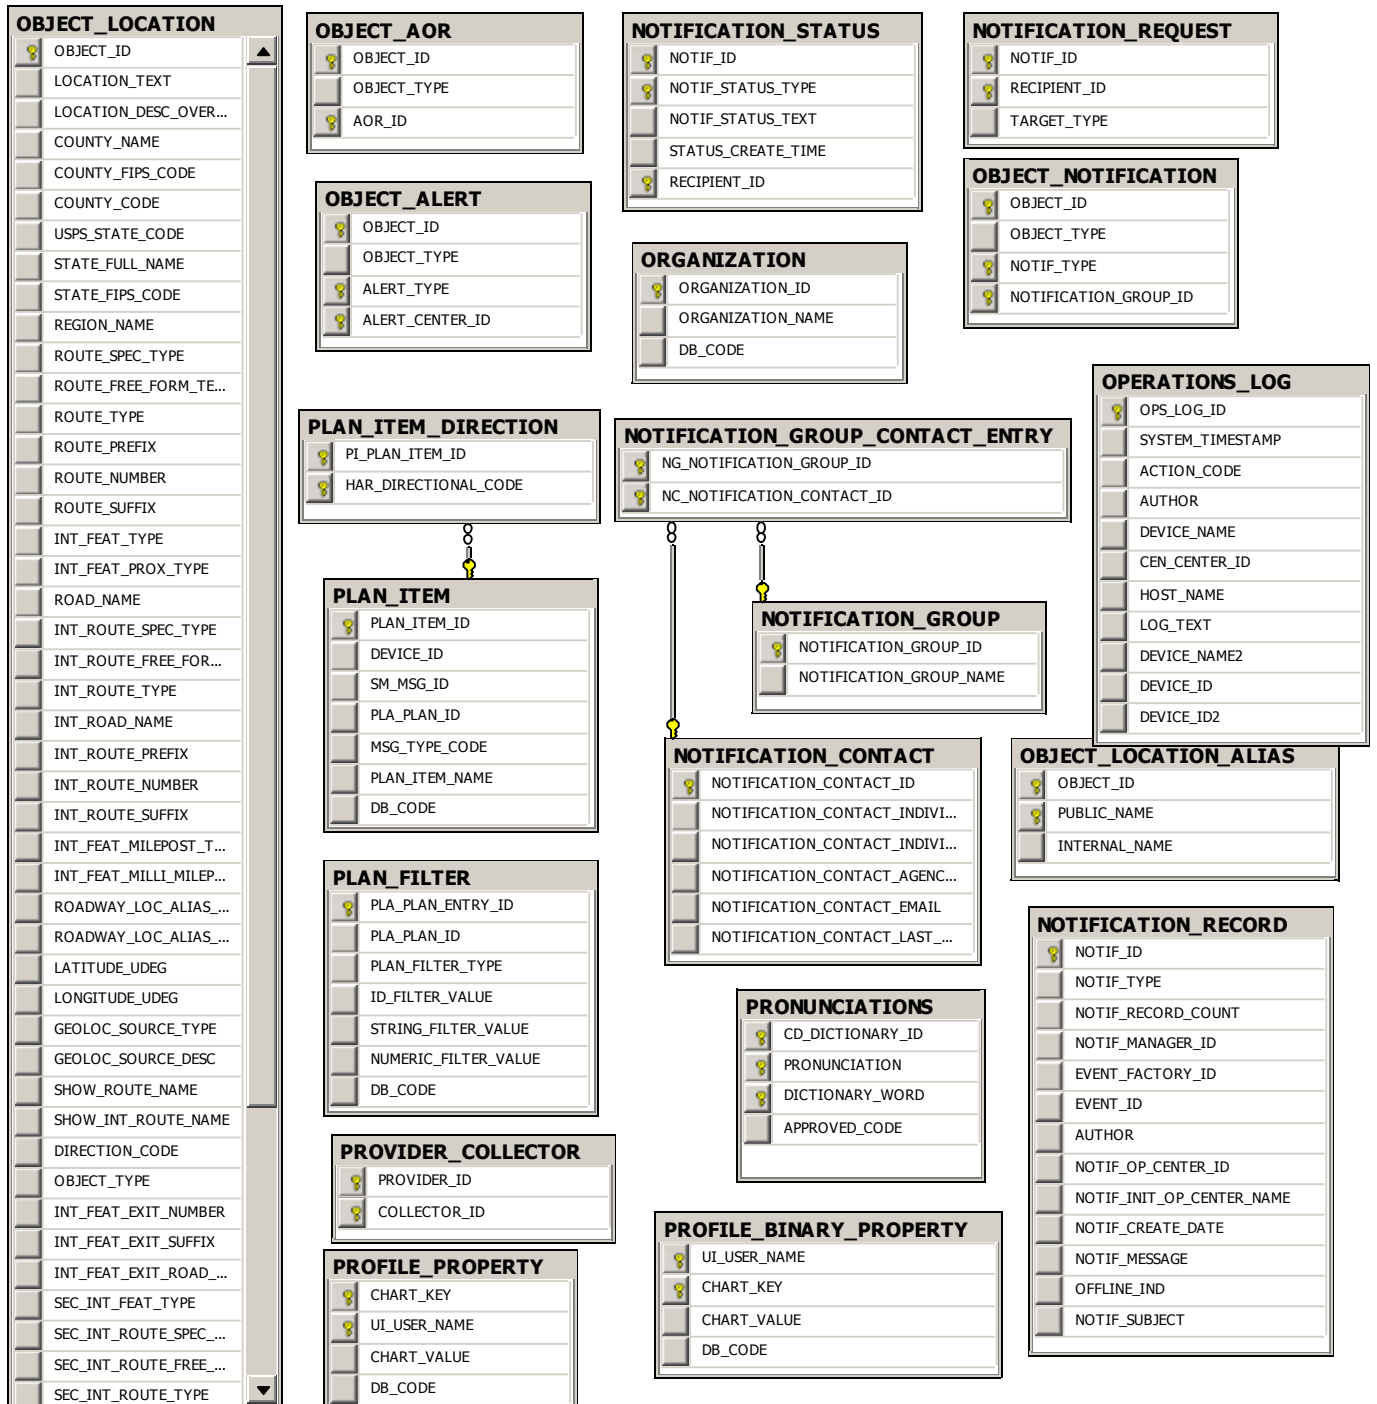 OBJECT_LOCATION
OBJECT_ID
LOCATION_TEXT
LOCATION_DESC_OVER...
COUNTY_NAME
COUNTY_FIPS_CODE
COUNTY_CODE
USPS_STATE_CODE
STATE_FULL_NAME
STATE_FIPS_CODE
REGION_NAME
ROUTE_SPEC_TYPE
ROUTE_FREE_FORM_TE...
ROUTE_TYPE
ROUTE_PREFIX
ROUTE_NUMBER
ROUTE_SUFFIX
INT_FEAT_TYPE
INT_FEAT_PROX_TYPE
ROAD_NAME
INT_ROUTE_SPEC_TYPE
INT_ROUTE_FREE_FOR...
INT_ROUTE_TYPE
INT_ROAD_NAME
INT_ROUTE_PREFIX
INT_ROUTE_NUMBER
INT_ROUTE_SUFFIX
INT_FEAT_MILEPOST_T...
INT_FEAT_MILLI_MILEP...
ROADWAY_LOC_ALIAS_...
ROADWAY_LOC_ALIAS_...
LATITUDE_UDEG
LONGITUDE_UDEG
GEOLOC_SOURCE_TYPE
GEOLOC_SOURCE_DESC
SHOW_ROUTE_NAME
SHOW_INT_ROUTE_NAME
DIRECTION_CODE
OBJECT_TYPE
INT_FEAT_EXIT_NUMBER
INT_FEAT_EXIT_SUFFIX
INT_FEAT_EXIT_ROAD_...
SEC_INT_FEAT_TYPE
SEC_INT_ROUTE_SPEC_...
SEC_INT_ROUTE_FREE_...
SEC_INT_ROUTE_TYPE
OBJECT_AOR
OBJECT_ID
OBJECT_TYPE
AOR_ID
OBJECT_ALERT
OBJECT_ID
OBJECT_TYPE
ALERT_TYPE
ALERT_CENTER_ID
PLAN_ITEM_DIRECTION
PI_PLAN_ITEM_ID
HAR_DIRECTIONAL_CODE
PLAN_ITEM
PLAN_ITEM_ID
DEVICE_ID
SM_MSG_ID
PLA_PLAN_ID
MSG_TYPE_CODE
PLAN_ITEM_NAME
DB_CODE
PLAN_FILTER
PLA_PLAN_ENTRY_ID
PLA_PLAN_ID
PLAN_FILTER_TYPE
ID_FILTER_VALUE
STRING_FILTER_VALUE
NUMERIC_FILTER_VALUE
DB_CODE
PROVIDER_COLLECTOR
PROVIDER_ID
COLLECTOR_ID
PROFILE_PROPERTY
CHART_KEY
UI_USER_NAME
CHART_VALUE
DB_CODE
NOTIFICATION_STATUS
NOTIF_ID
NOTIF_STATUS_TYPE
NOTIF_STATUS_TEXT
STATUS_CREATE_TIME
RECIPIENT_ID
ORGANIZATION
ORGANIZATION_ID
ORGANIZATION_NAME
DB_CODE
NOTIFICATION_GROUP_CONTACT_ENTRY
NG_NOTIFICATION_GROUP_ID
NC_NOTIFICATION_CONTACT_ID
NOTIFICATION_GROUP
NOTIFICATION_GROUP_ID
NOTIFICATION_GROUP_NAME
NOTIFICATION_CONTACT
NOTIFICATION_CONTACT_ID
NOTIFICATION_CONTACT_INDIVI...
NOTIFICATION_CONTACT_INDIVI...
NOTIFICATION_CONTACT_AGENC...
NOTIFICATION_CONTACT_EMAIL
NOTIFICATION_CONTACT_LAST_...
PRONUNCIATIONS
CD_DICTIONARY_ID
PRONUNCIATION
DICTIONARY_WORD
APPROVED_CODE
PROFILE_BINARY_PROPERTY
UI_USER_NAME
CHART_KEY
CHART_VALUE
DB_CODE
NOTIFICATION_REQUEST
NOTIF_ID
RECIPIENT_ID
TARGET_TYPE
OBJECT_NOTIFICATION
OBJECT_ID
OBJECT_TYPE
NOTIF_TYPE
NOTIFICATION_GROUP_ID
OPERATIONS_LOG
OPS_LOG_ID
SYSTEM_TIMESTAMP
ACTION_CODE
AUTHOR
DEVICE_NAME
CEN_CENTER_ID
HOST_NAME
LOG_TEXT
DEVICE_NAME2
DEVICE_ID
DEVICE_ID2
OBJECT_LOCATION_ALIAS
OBJECT_ID
PUBLIC_NAME
INTERNAL_NAME
NOTIFICATION_RECORD
NOTIF_ID
NOTIF_TYPE
NOTIF_RECORD_COUNT
NOTIF_MANAGER_ID
EVENT_FACTORY_ID
EVENT_ID
AUTHOR
NOTIF_OP_CENTER_ID
NOTIF_INIT_OP_CENTER_NAME
NOTIF_CREATE_DATE
NOTIF_MESSAGE
OFFLINE_IND
NOTIF_SUBJECT